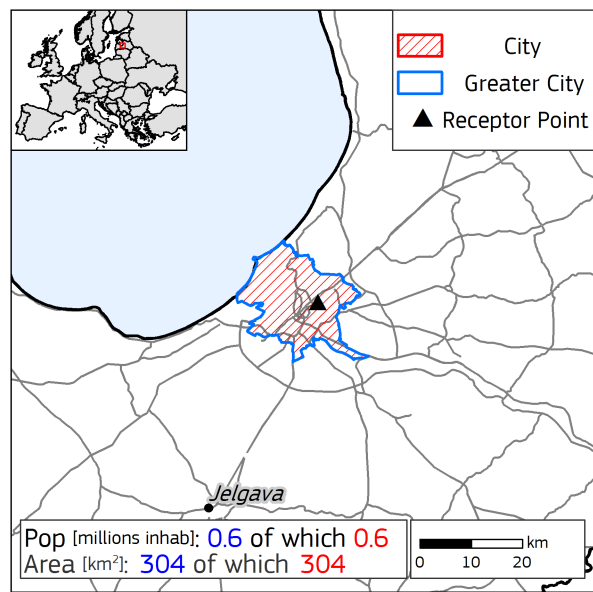 City
Greater City
Receptor Point
Jelgava
Pop [millions inhab]: 0.6 of which 0.6
Area [km²]: 304 of which 304
0 10 20 km